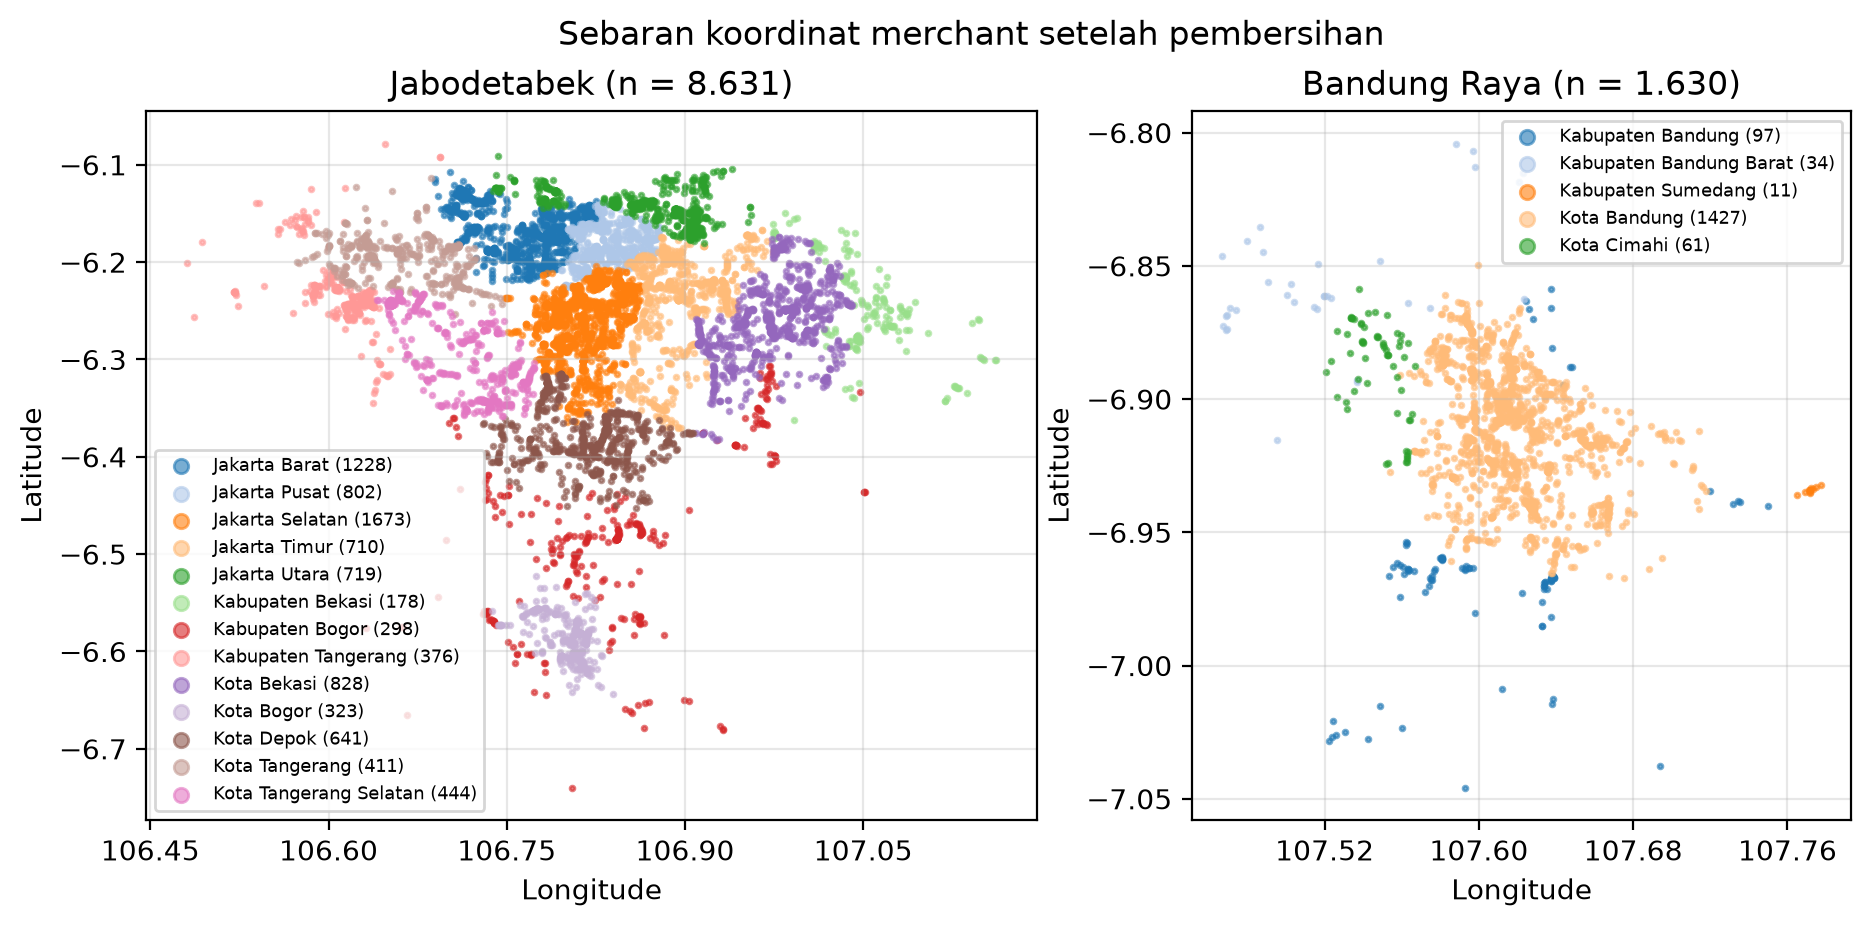 Sebaran koordinat merchant setelah pembersihan
Jabodetabek (n = 8.631)
Latitude
−6.1
−6.2
−6.3
−6.4
−6.5
−6.6
−6.7
Jakarta Barat (1228)
Jakarta Pusat (802)
Jakarta Selatan (1673)
Jakarta Timur (710)
Jakarta Utara (719)
Kabupaten Bekasi (178)
Kabupaten Bogor (298)
Kabupaten Tangerang (376)
Kota Bekasi (828)
Kota Bogor (323)
Kota Depok (641)
Kota Tangerang (411)
Kota Tangerang Selatan (444)
106.45 106.60 106.75 106.90 107.05
Longitude
Bandung Raya (n = 1.630)
Latitude
−6.80
−6.85
−6.90
−6.95
−7.00
−7.05
Kabupaten Bandung (97)
Kabupaten Bandung Barat (34)
Kabupaten Sumedang (11)
Kota Bandung (1427)
Kota Cimahi (61)
107.52 107.60 107.68 107.76
Longitude